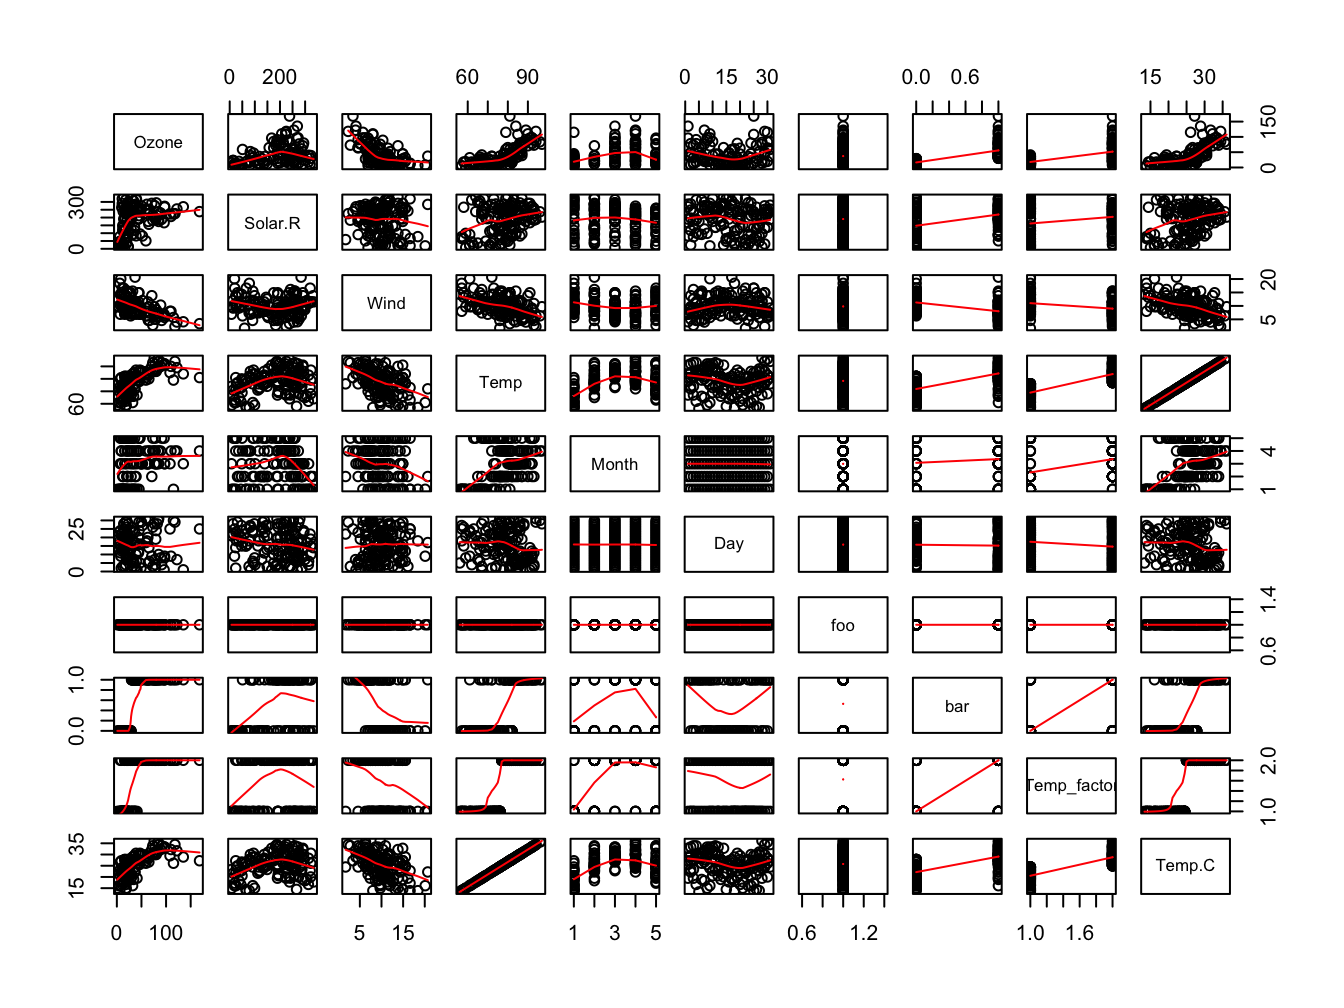 0 200 60 90 0 15 30 0.0 0.6 15 30
Ozone 0 150
0 300 Solar.R
Wind 5 20
60 Temp
Month 1 4
0 25 Day
foo 0.6 1.4
0.0 1.0 bar
Temp_factor 1.0 2.0
15 35 Temp.C
0 100 5 15 1 3 5 0.6 1.2 1.0 1.6